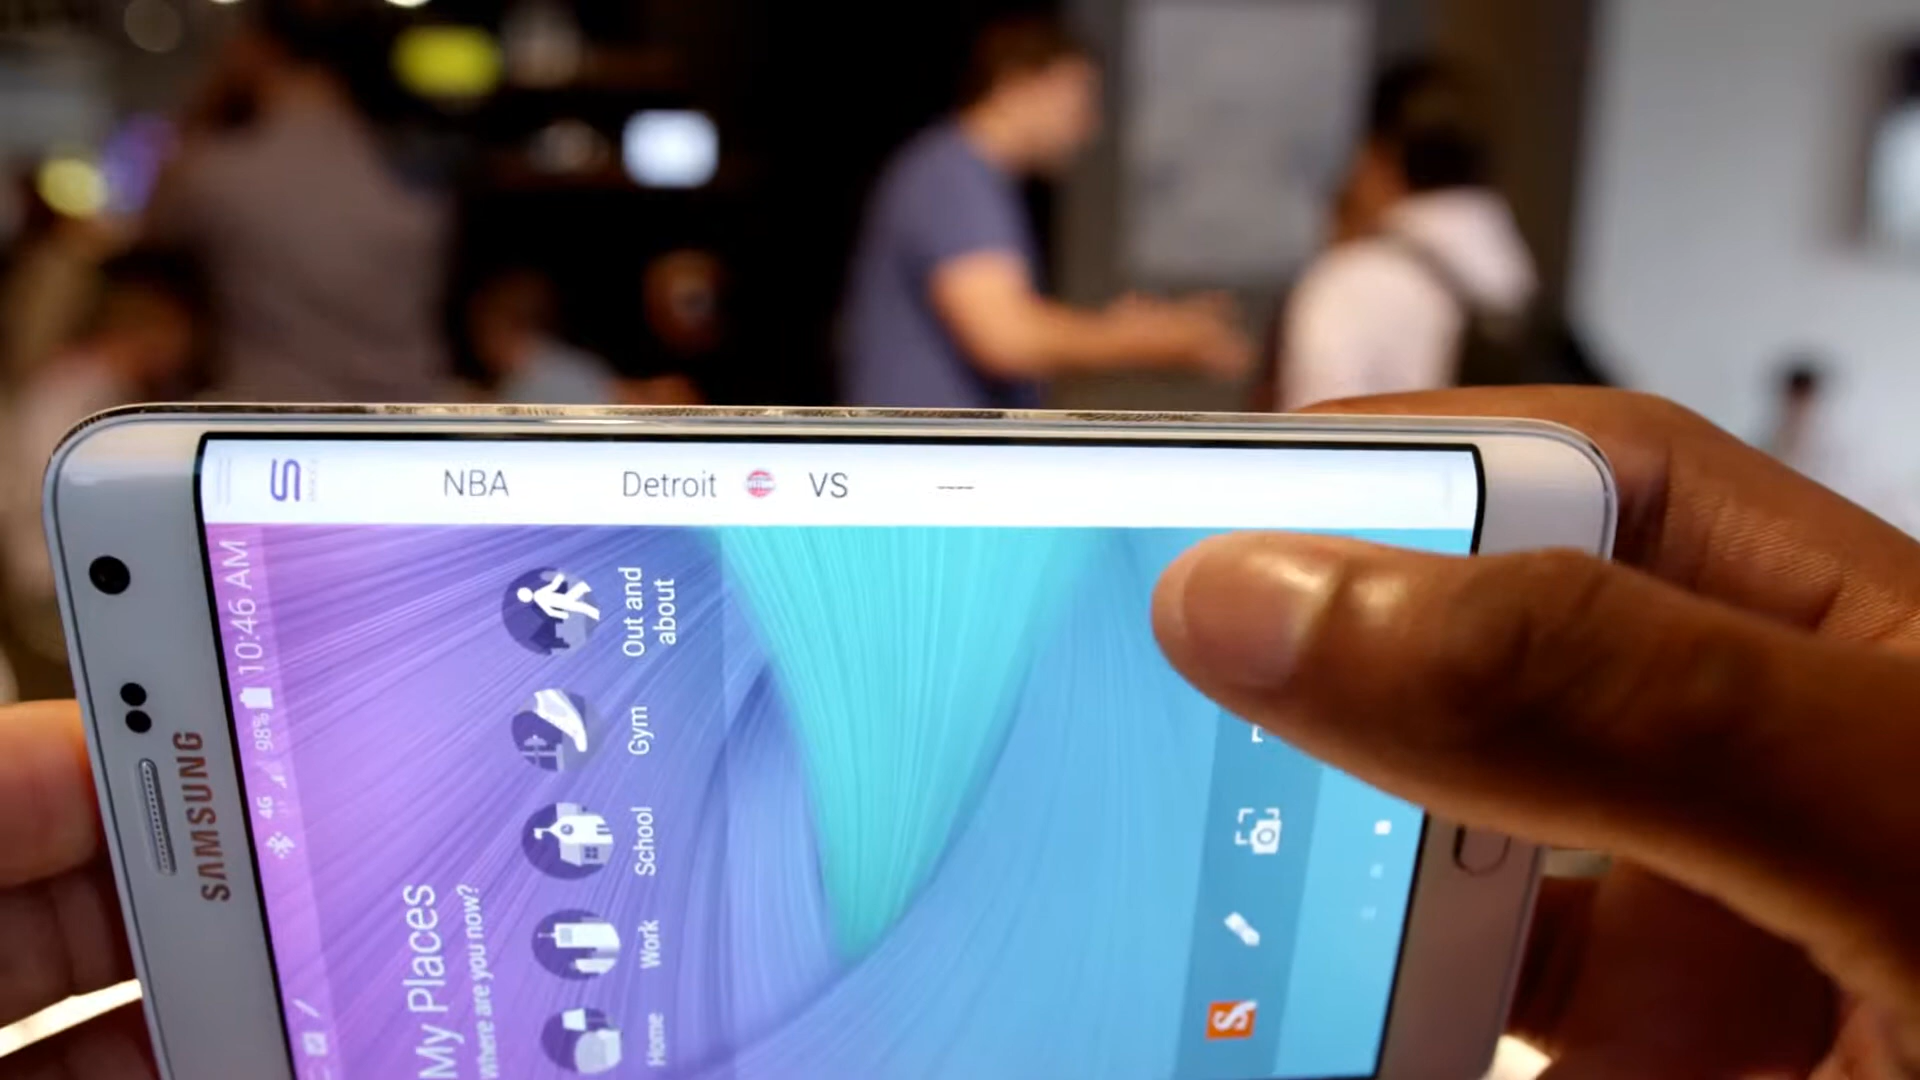 NBA Detroit VS ---
10:46 AM
98%
4G
SAMSUNG
My Places
Where are you now?
Out and
about
Gym
School
Work
Home